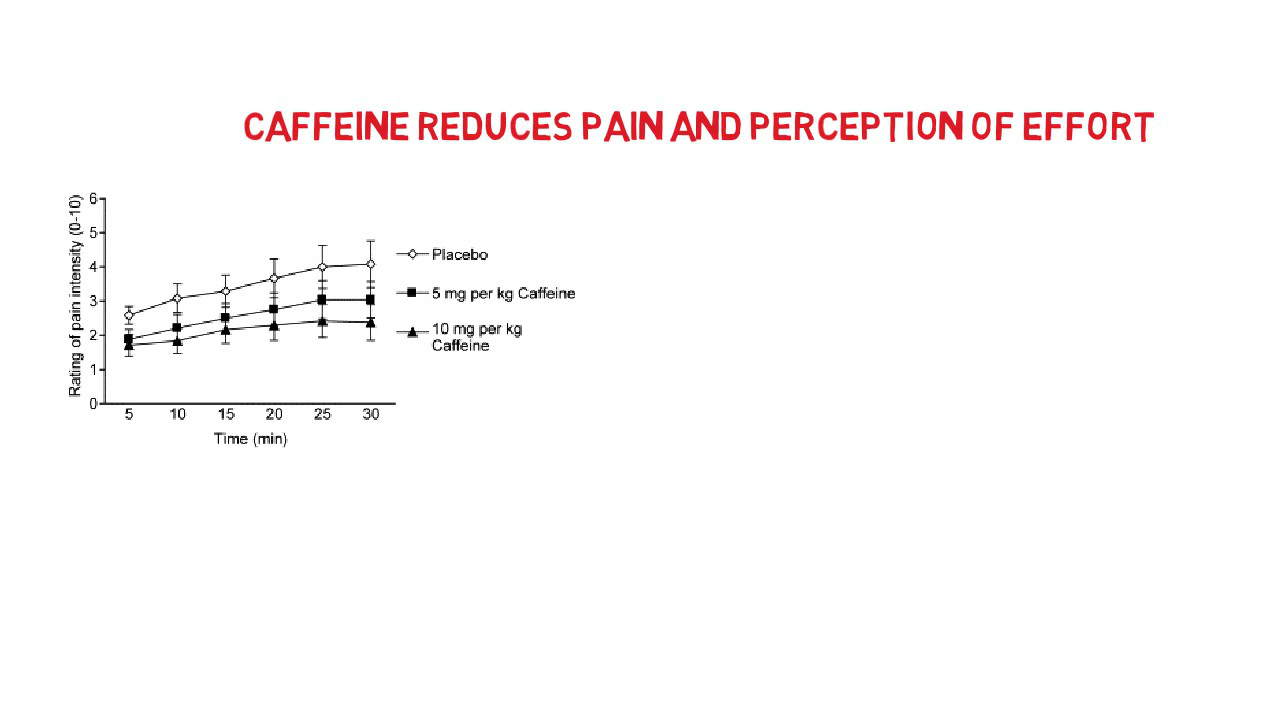 CAFFEINE REDUCES PAIN AND PERCEPTION OF EFFORT
Rating of pain intensity (0-10)
6
5
4
3
2
1
0
5 10 15 20 25 30
Time (min)
Placebo
5 mg per kg Caffeine
10 mg per kg
Caffeine